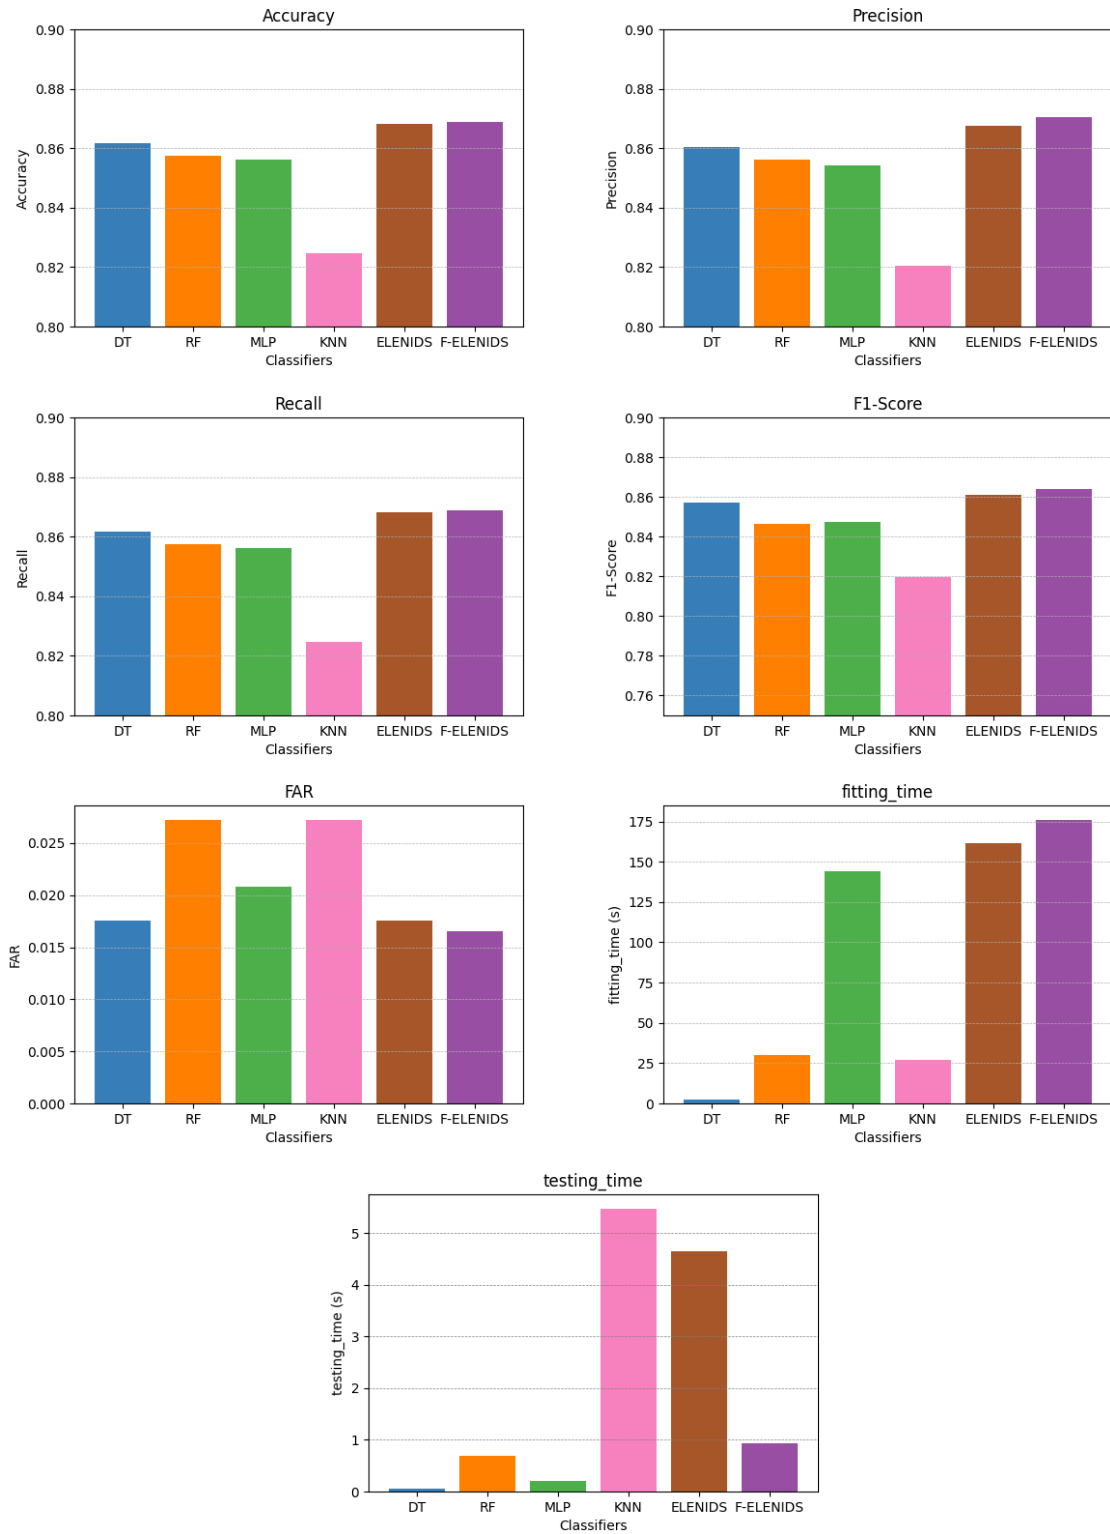 Accuracy
Accuracy
0.90
0.88
0.86
0.84
0.82
0.80
DT RF MLP KNN ELENIDS F-ELENIDS
Classifiers
Precision
Precision
0.90
0.88
0.86
0.84
0.82
0.80
DT RF MLP KNN ELENIDS F-ELENIDS
Classifiers
Recall
Recall
0.90
0.88
0.86
0.84
0.82
0.80
DT RF MLP KNN ELENIDS F-ELENIDS
Classifiers
F1-Score
F1-Score
0.90
0.88
0.86
0.84
0.82
0.80
0.78
0.76
DT RF MLP KNN ELENIDS F-ELENIDS
Classifiers
FAR
FAR
0.025
0.020
0.015
0.010
0.005
0.000
DT RF MLP KNN ELENIDS F-ELENIDS
Classifiers
fitting_time
fitting_time (s)
175
150
125
100
75
50
25
0
DT RF MLP KNN ELENIDS F-ELENIDS
Classifiers
testing_time
testing_time (s)
5
4
3
2
1
0
DT RF MLP KNN ELENIDS F-ELENIDS
Classifiers